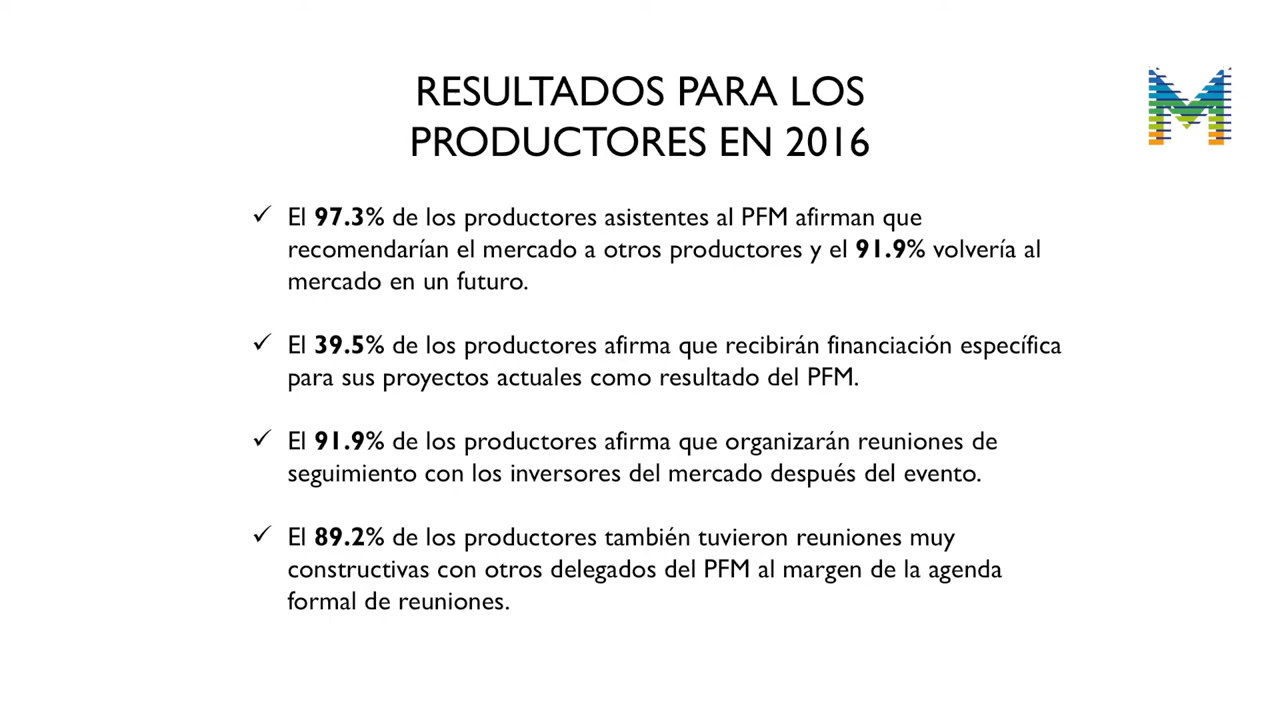 RESULTADOS PARA LOS
PRODUCTORES EN 2016
✓ El 97.3% de los productores asistentes al PFM afirman que
recomendarían el mercado a otros productores y el 91.9% volvería al
mercado en un futuro.
✓ El 39.5% de los productores afirma que recibirán financiación específica
para sus proyectos actuales como resultado del PFM.
✓ El 91.9% de los productores afirma que organizarán reuniones de
seguimiento con los inversores del mercado después del evento.
✓ El 89.2% de los productores también tuvieron reuniones muy
constructivas con otros delegados del PFM al margen de la agenda
formal de reuniones.
M